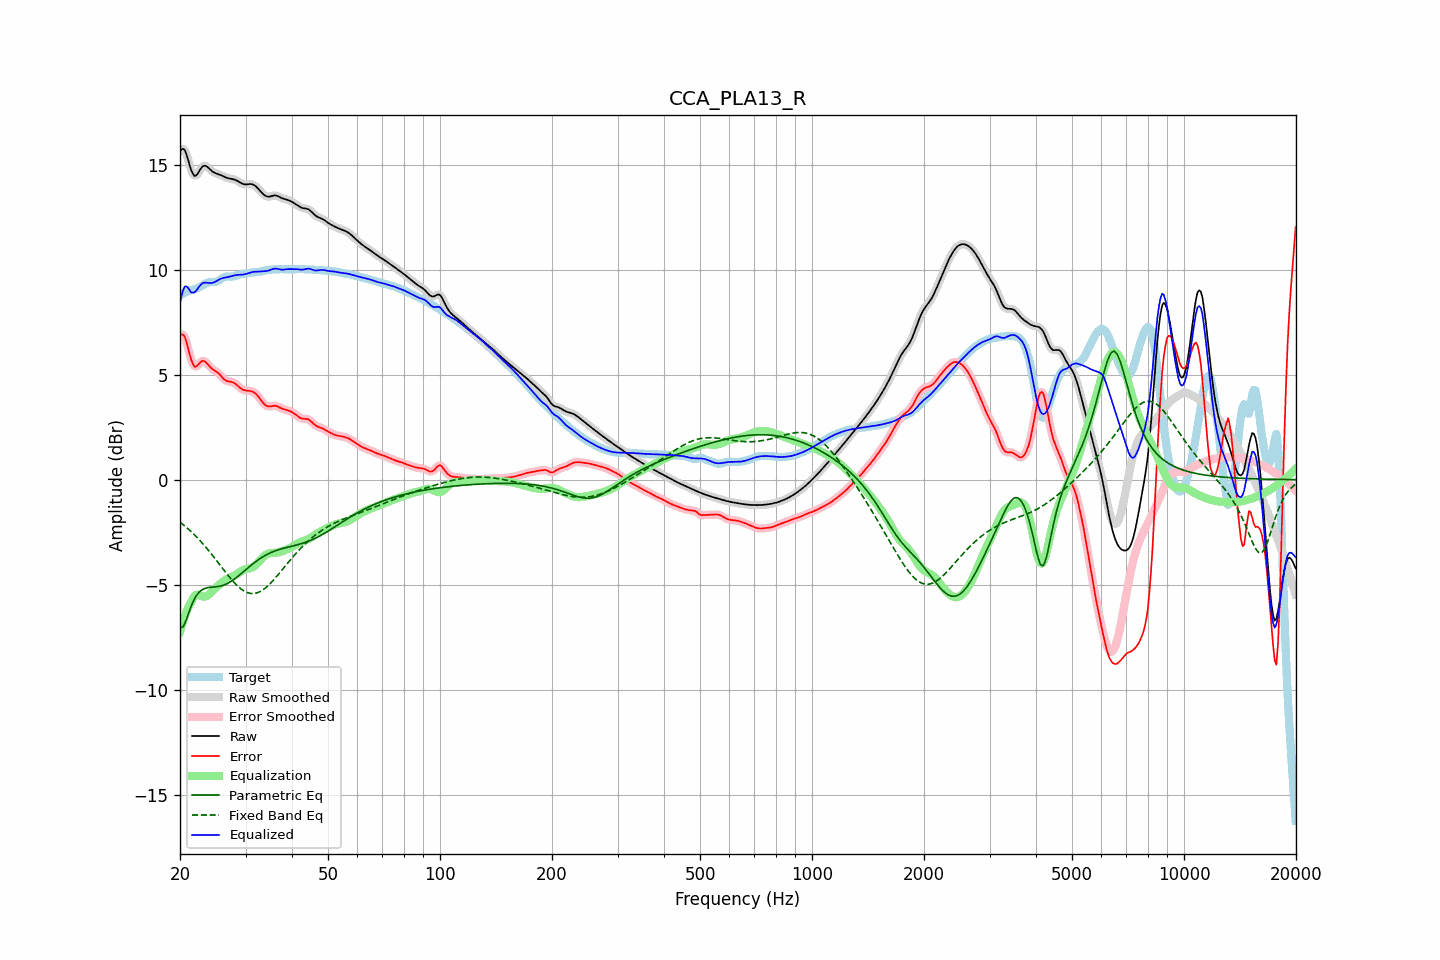 CCA_PLA13_R
Amplitude (dBr)
15
10
5
0
−5
−10
−15
Target
Raw Smoothed
Error Smoothed
Raw
Error
Equalization
Parametric Eq
Fixed Band Eq
Equalized
20 50 100 200 500 1000 2000 5000 10000 20000
Frequency (Hz)